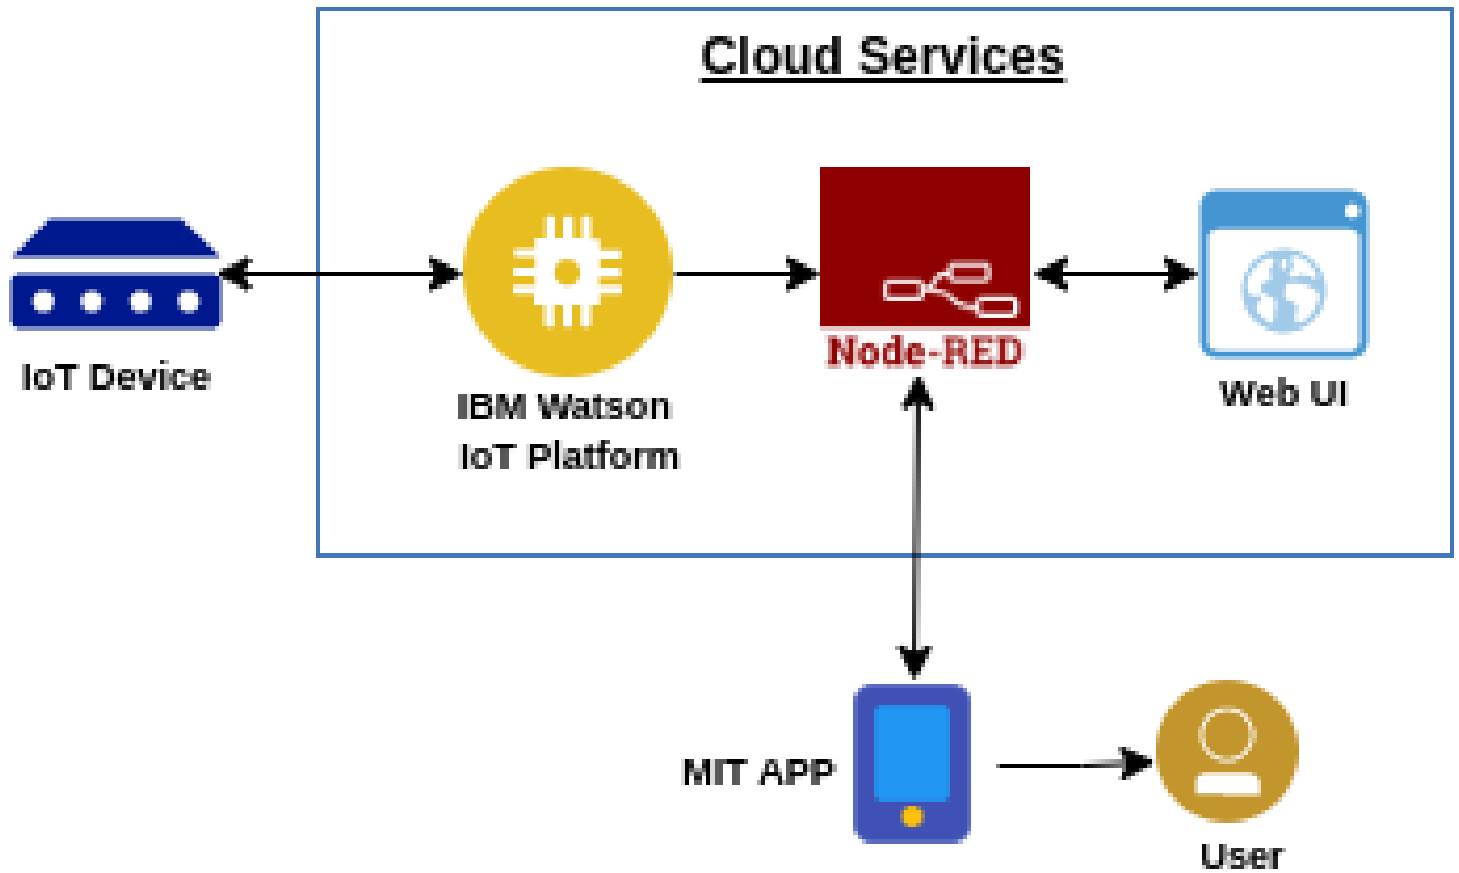 Cloud Services
IoT Device
IBM Watson
IoT Platform
Node-RED
Web UI
MIT APP
User